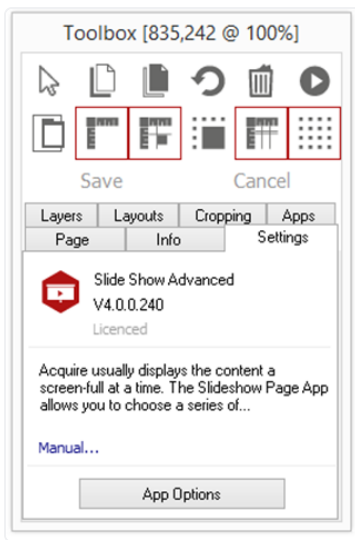 Toolbox [835,242 @ 100%]
Save Cancel
Layers Layouts Cropping Apps
Page Info Settings
Slide Show Advanced
V4.0.0.240
Licenced
Acquire usually displays the content a
screen-full at a time. The Slideshow Page App
allows you to choose a series of...
Manual...
App Options